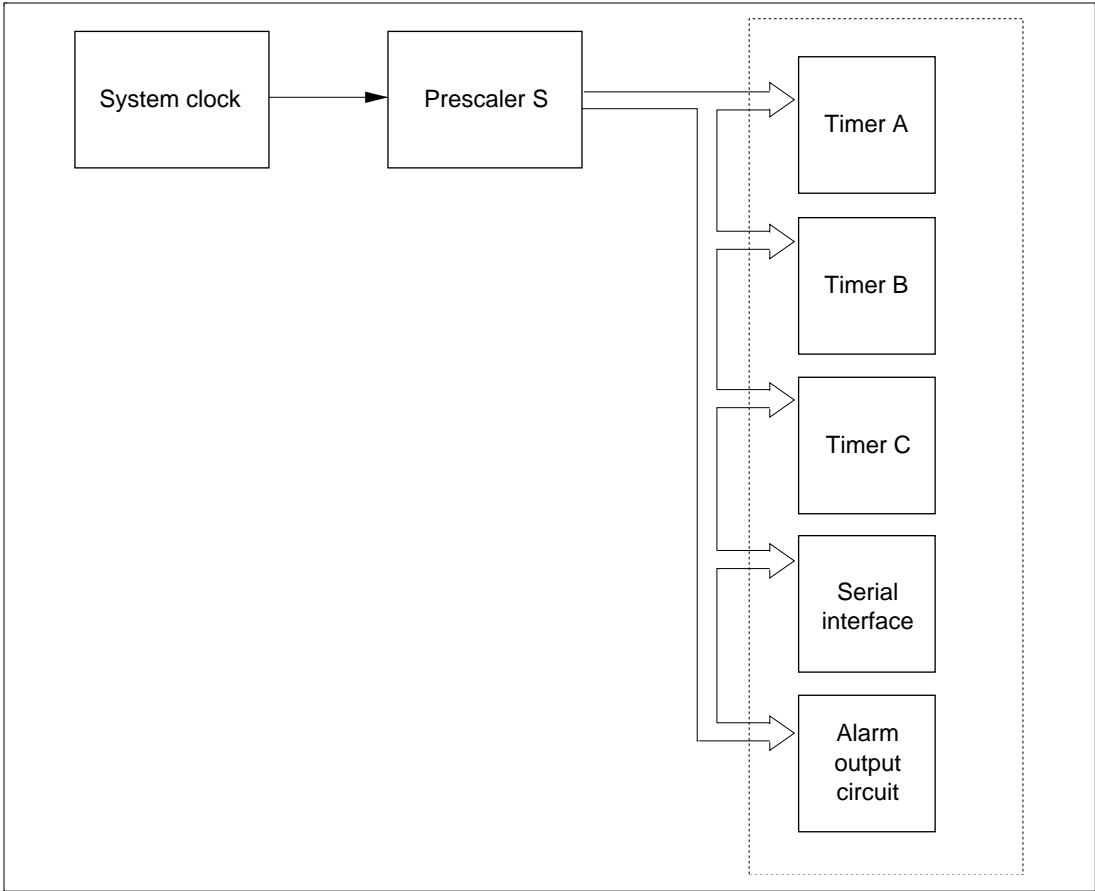 System clock
Prescaler S
Timer A
Timer B
Timer C
Serial
interface
Alarm
output
circuit